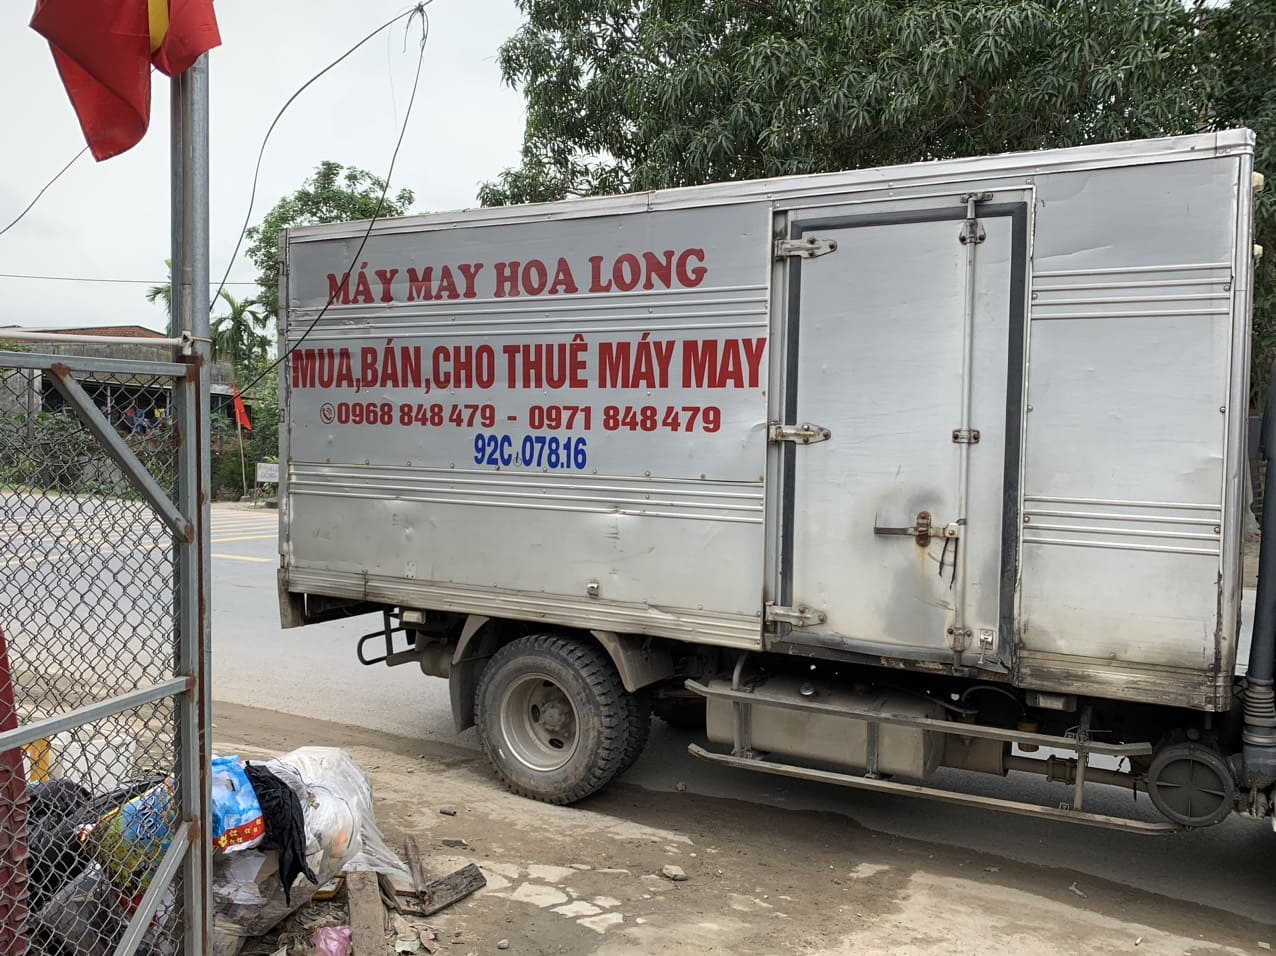 MÁY MAY HOA LONG
MUA,BÁN,CHO THUÊ MÁY MAY
0968 848 479 - 0971 848 479
92C 078.16